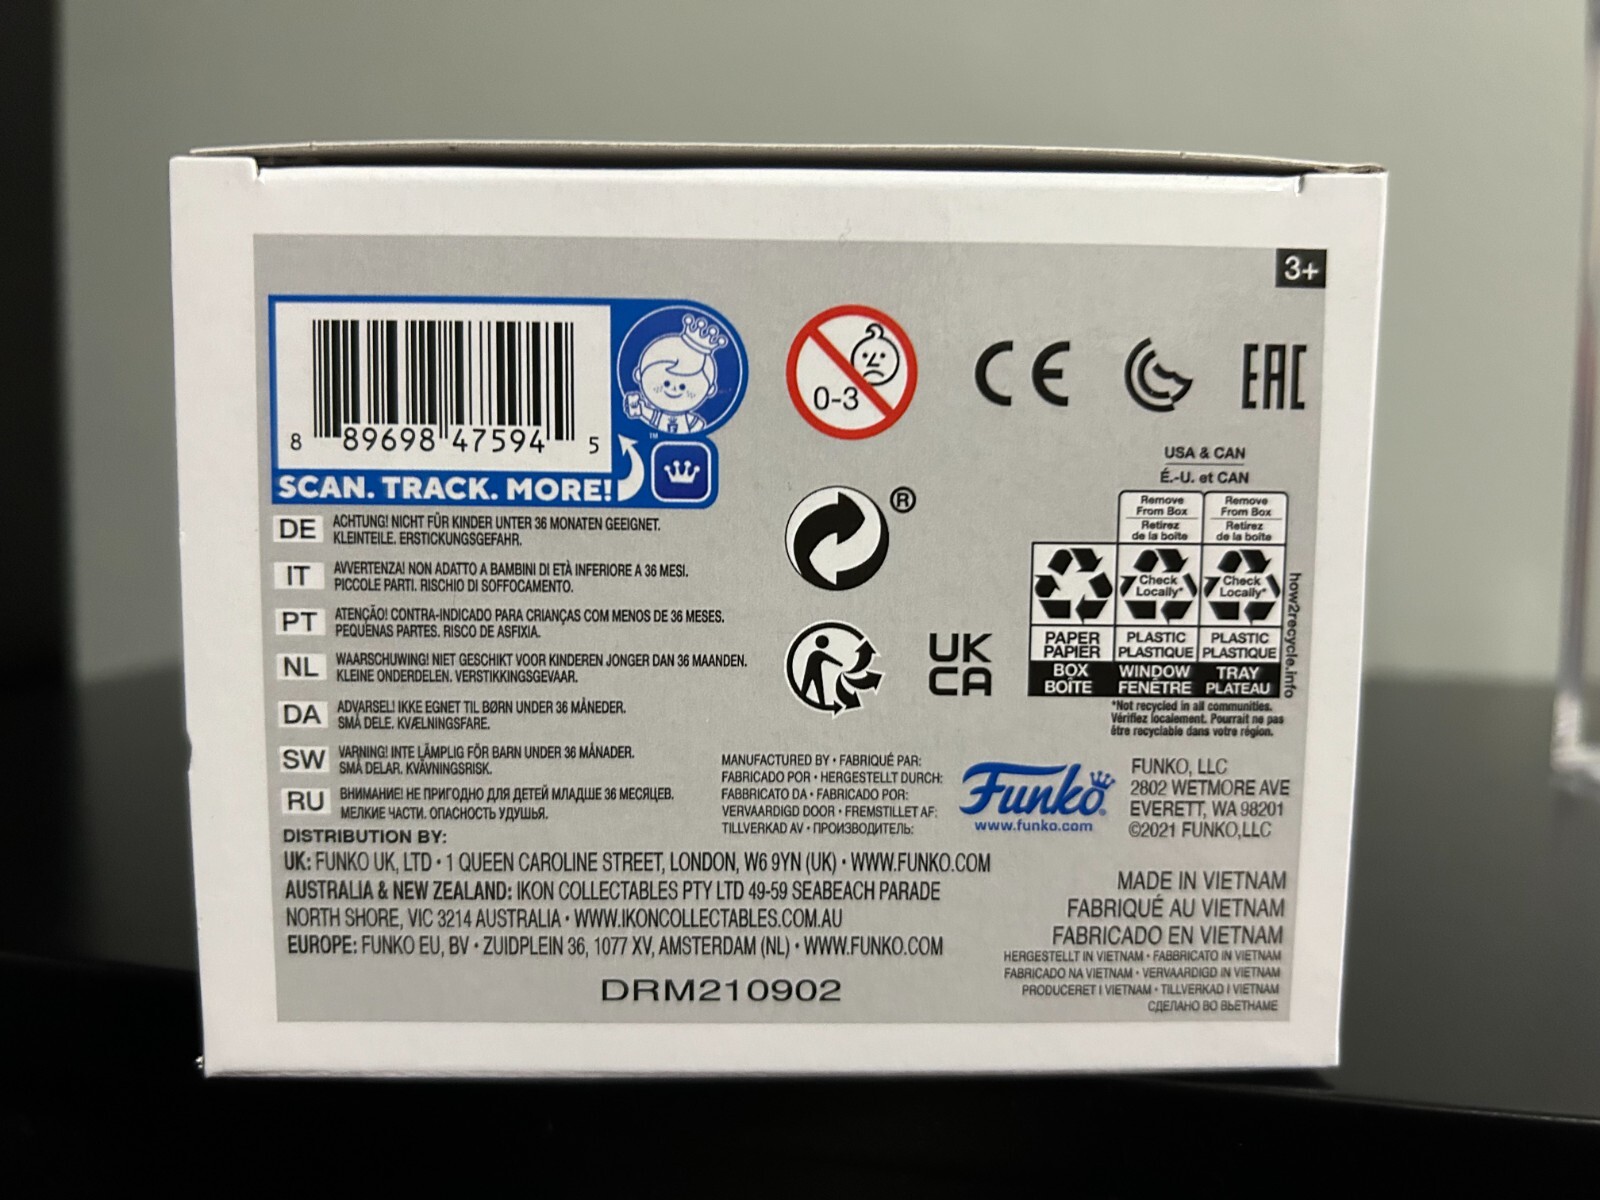 3+
8 89698 47594 5
™
SCAN. TRACK. MORE!
0-3
CE
EAC
DE ACHTUNG! NICHT FÜR KINDER UNTER 36 MONATEN GEEIGNET.
KLEINTEILE. ERSTICKUNGSGEFAHR.
IT AVVERTENZA! NON ADATTO A BAMBINI DI ETÀ INFERIORE A 36 MESI.
PICCOLE PARTI. RISCHIO DI SOFFOCAMENTO.
PT ATENÇÃO! CONTRA-INDICADO PARA CRIANÇAS COM MENOS DE 36 MESES.
PEQUENAS PARTES. RISCO DE ASFIXIA.
NL WAARSCHUWING! NIET GESCHIKT VOOR KINDEREN JONGER DAN 36 MAANDEN.
KLEINE ONDERDELEN. VERSTIKKINGSGEVAAR.
DA ADVARSEL! IKKE EGNET TIL BØRN UNDER 36 MÅNEDER.
SMÅ DELE. KVÆLNINGSFARE.
SW VARNING! INTE LÄMPLIG FÖR BARN UNDER 36 MÅNADER.
SMÅ DELAR. KVÄVNINGSRISK.
RU ВНИМАНИЕ! НЕ ПРИГОДНО ДЛЯ ДЕТЕЙ МЛАДШЕ 36 МЕСЯЦЕВ.
МЕЛКИЕ ЧАСТИ. ОПАСНОСТЬ УДУШЬЯ.
®
UK
CA
USA & CAN
É.-U. et CAN
Remove From Box Retirez de la boîte
Remove From Box Retirez de la boîte
Check Locally*
Check Locally*
PAPER PAPIER
PLASTIC PLASTIQUE
PLASTIC PLASTIQUE
BOX BOÎTE
WINDOW FENÊTRE
TRAY PLATEAU
how2recycle.info
*Not recycled in all communities.
Vérifiez localement. Pourrait ne pas
être recyclable dans votre région.
MANUFACTURED BY • FABRIQUÉ PAR:
FABRICADO POR • HERGESTELLT DURCH:
FABBRICATO DA • FABRICADO POR:
VERVAARDIGD DOOR • FREMSTILLET AF:
TILLVERKAD AV • ПРОИЗВОДИТЕЛЬ:
Funko®
www.funko.com
FUNKO, LLC
2802 WETMORE AVE
EVERETT, WA 98201
©2021 FUNKO,LLC
DISTRIBUTION BY:
UK: FUNKO UK, LTD • 1 QUEEN CAROLINE STREET, LONDON, W6 9YN (UK) • WWW.FUNKO.COM
AUSTRALIA & NEW ZEALAND: IKON COLLECTABLES PTY LTD 49-59 SEABEACH PARADE
NORTH SHORE, VIC 3214 AUSTRALIA • WWW.IKONCOLLECTABLES.COM.AU
EUROPE: FUNKO EU, BV • ZUIDPLEIN 36, 1077 XV, AMSTERDAM (NL) • WWW.FUNKO.COM
DRM210902
MADE IN VIETNAM
FABRIQUÉ AU VIETNAM
FABRICADO EN VIETNAM
HERGESTELLT IN VIETNAM • FABBRICATO IN VIETNAM
FABRICADO NA VIETNAM • VERVAARDIGD IN VIETNAM
PRODUCERET I VIETNAM • TILLVERKAD I VIETNAM
СДЕЛАНО ВО ВЬЕТНАМЕ